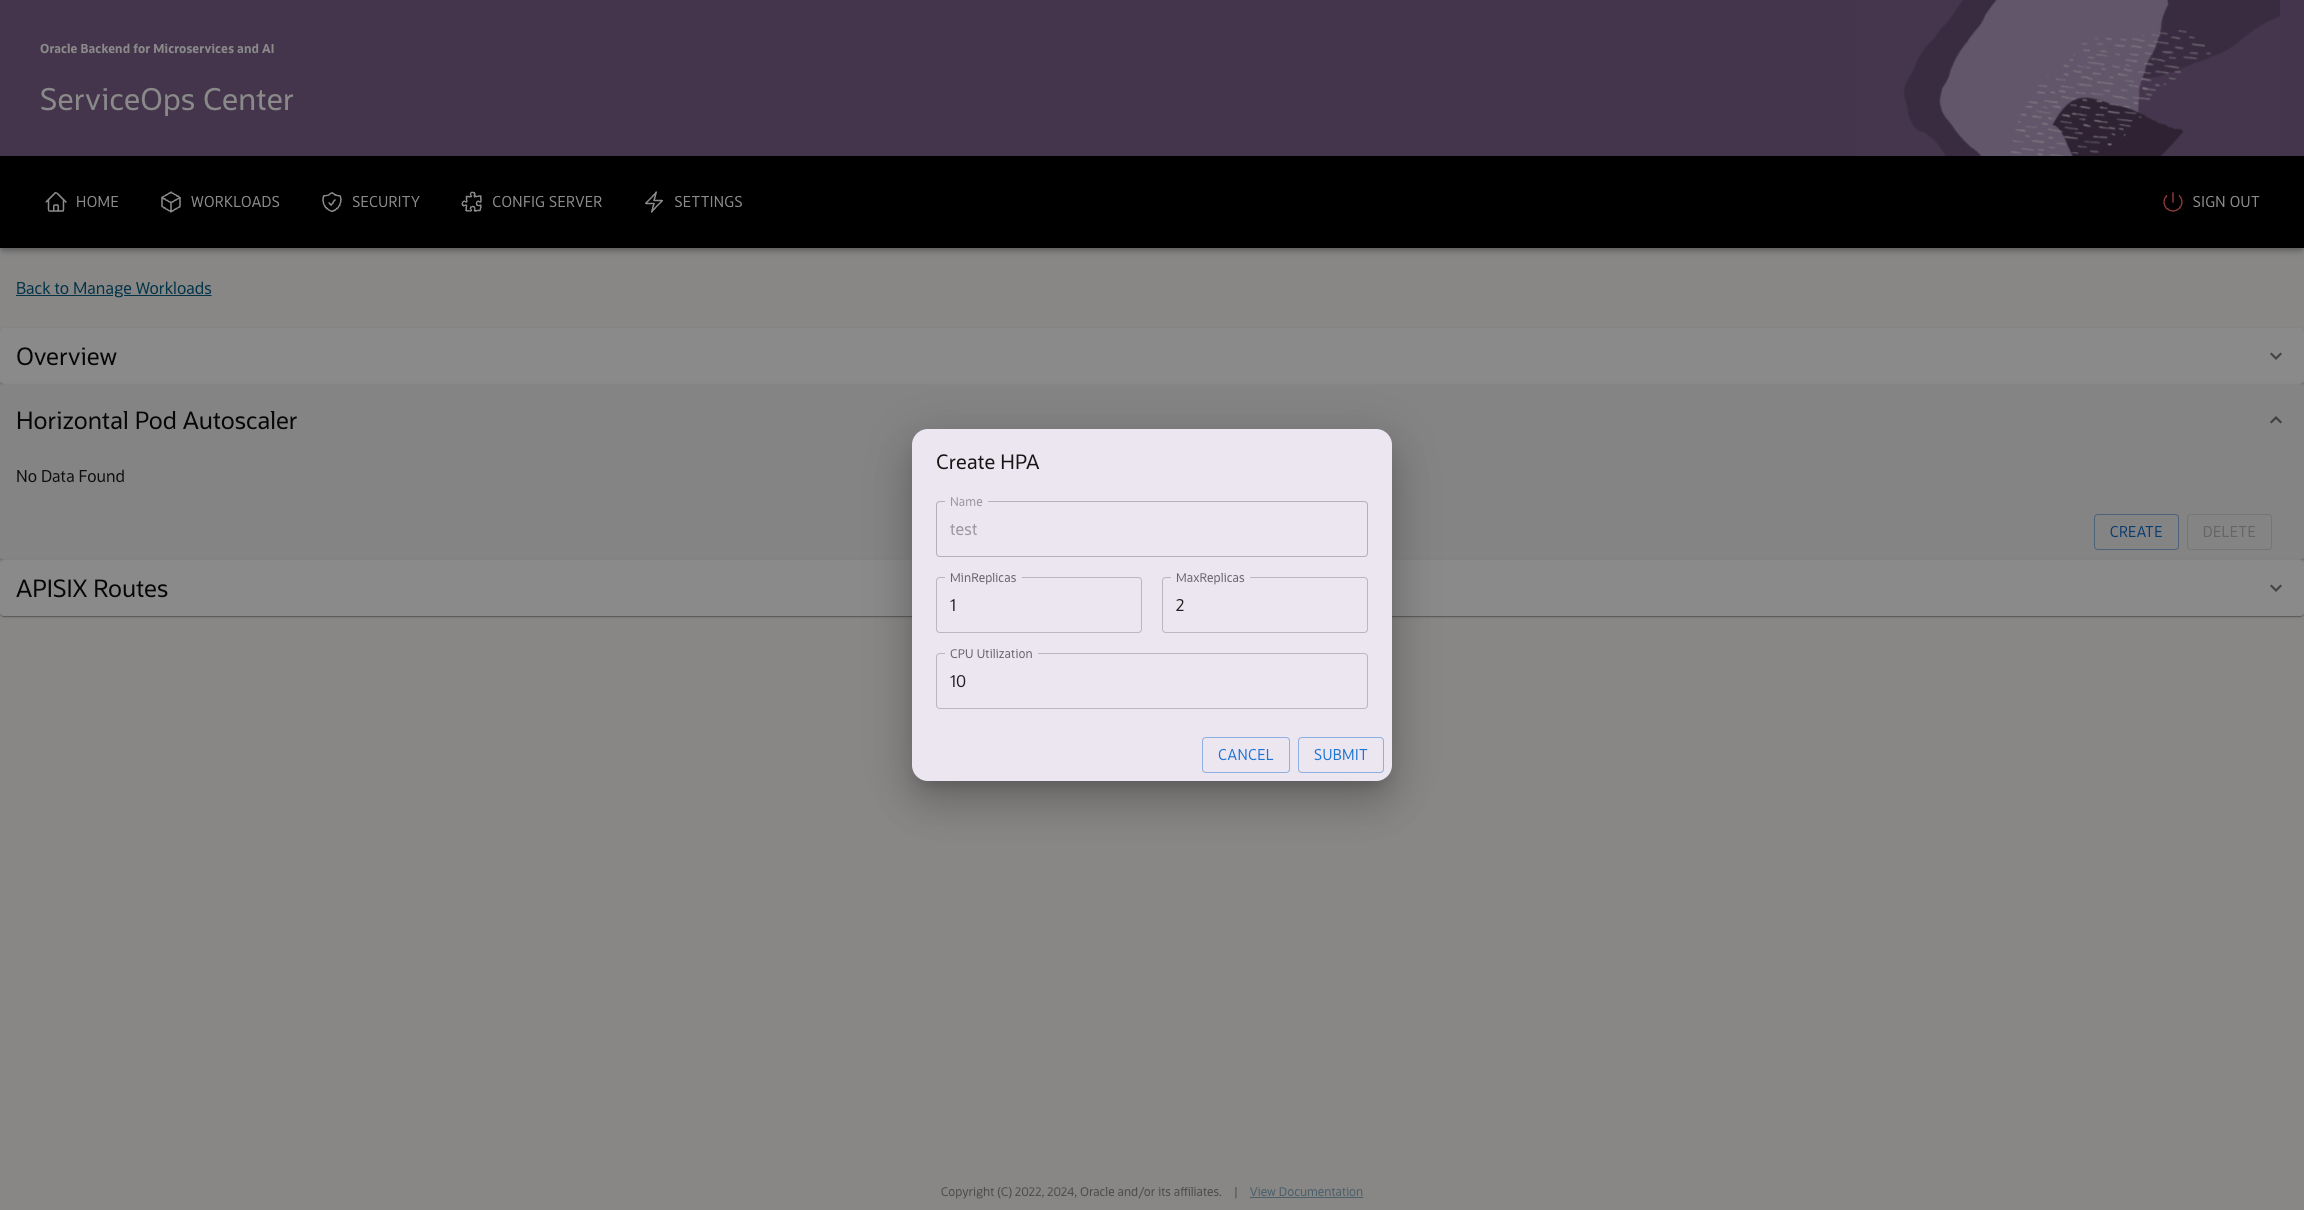 Oracle Backend for Microservices and AI
ServiceOps Center
HOME WORKLOADS SECURITY CONFIG SERVER SETTINGS SIGN OUT
Back to Manage Workloads
Overview
Horizontal Pod Autoscaler
No Data Found
CREATE DELETE
APISIX Routes
Create HPA
Name
test
MinReplicas MaxReplicas
1 2
CPU Utilization
10
CANCEL SUBMIT
Copyright (C) 2022, 2024, Oracle and/or its affiliates. | View Documentation